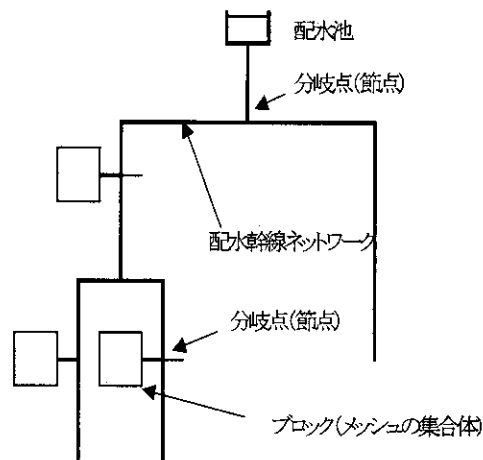 配水池
分岐点(節点)
配水幹線ネットワーク
分岐点(節点)
ブロック(メッシュの集合体)